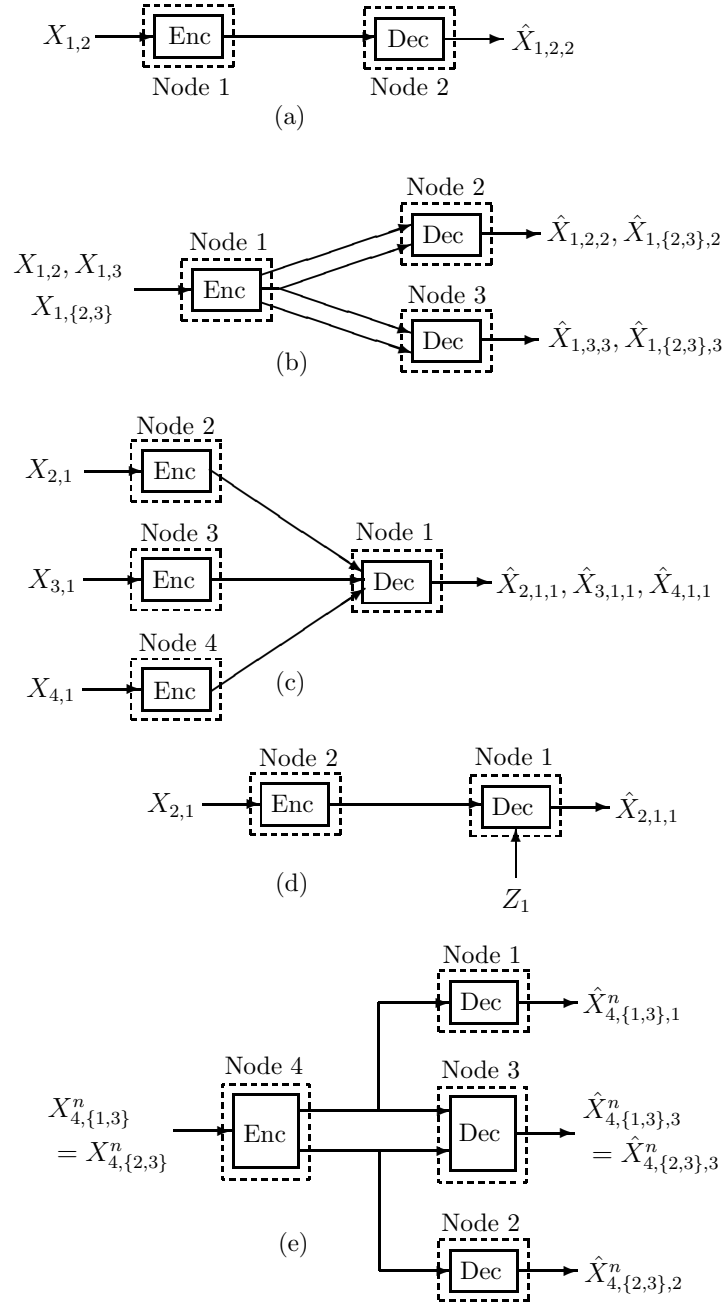 X_{1,2} Enc Dec \hat{X}_{1,2,2}
Node 1 Node 2
(a)
Node 2
Dec \hat{X}_{1,2,2}, \hat{X}_{1,\{2,3\},2}
Node 1
X_{1,2}, X_{1,3}
Enc
X_{1,\{2,3\}}
Node 3
Dec \hat{X}_{1,3,3}, \hat{X}_{1,\{2,3\},3}
(b)
Node 2
X_{2,1} Enc
Node 3 Node 1
X_{3,1} Enc Dec \hat{X}_{2,1,1}, \hat{X}_{3,1,1}, \hat{X}_{4,1,1}
Node 4
X_{4,1} Enc
(c)
Node 2 Node 1
X_{2,1} Enc Dec \hat{X}_{2,1,1}
(d)
Z_1
Node 1
Dec \hat{X}^n_{4,\{1,3\},1}
Node 4 Node 3
X^n_{4,\{1,3\}} \hat{X}^n_{4,\{1,3\},3}
Enc Dec
= X^n_{4,\{2,3\}} = \hat{X}^n_{4,\{2,3\},3}
Node 2
(e)
Dec \hat{X}^n_{4,\{2,3\},2}